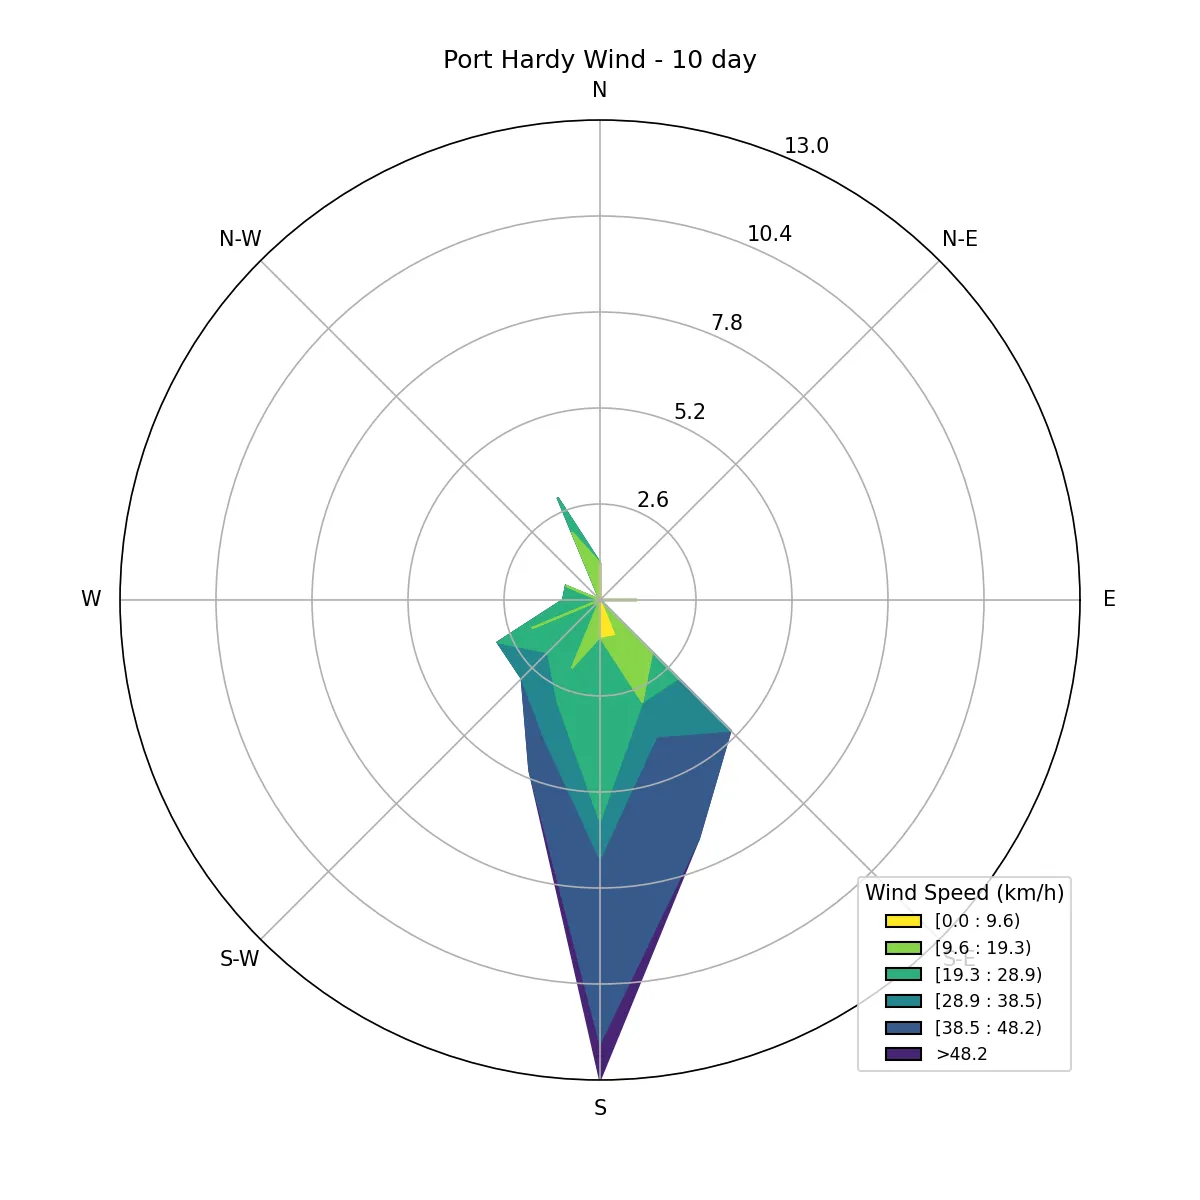 Port Hardy Wind - 10 day
N
13.0
10.4
N-W
N-E
7.8
5.2
2.6
W
E
Wind Speed (km/h)
[0.0 : 9.6)
[9.6 : 19.3)
S-W
S-E
[19.3 : 28.9)
[28.9 : 38.5)
[38.5 : 48.2)
>48.2
S